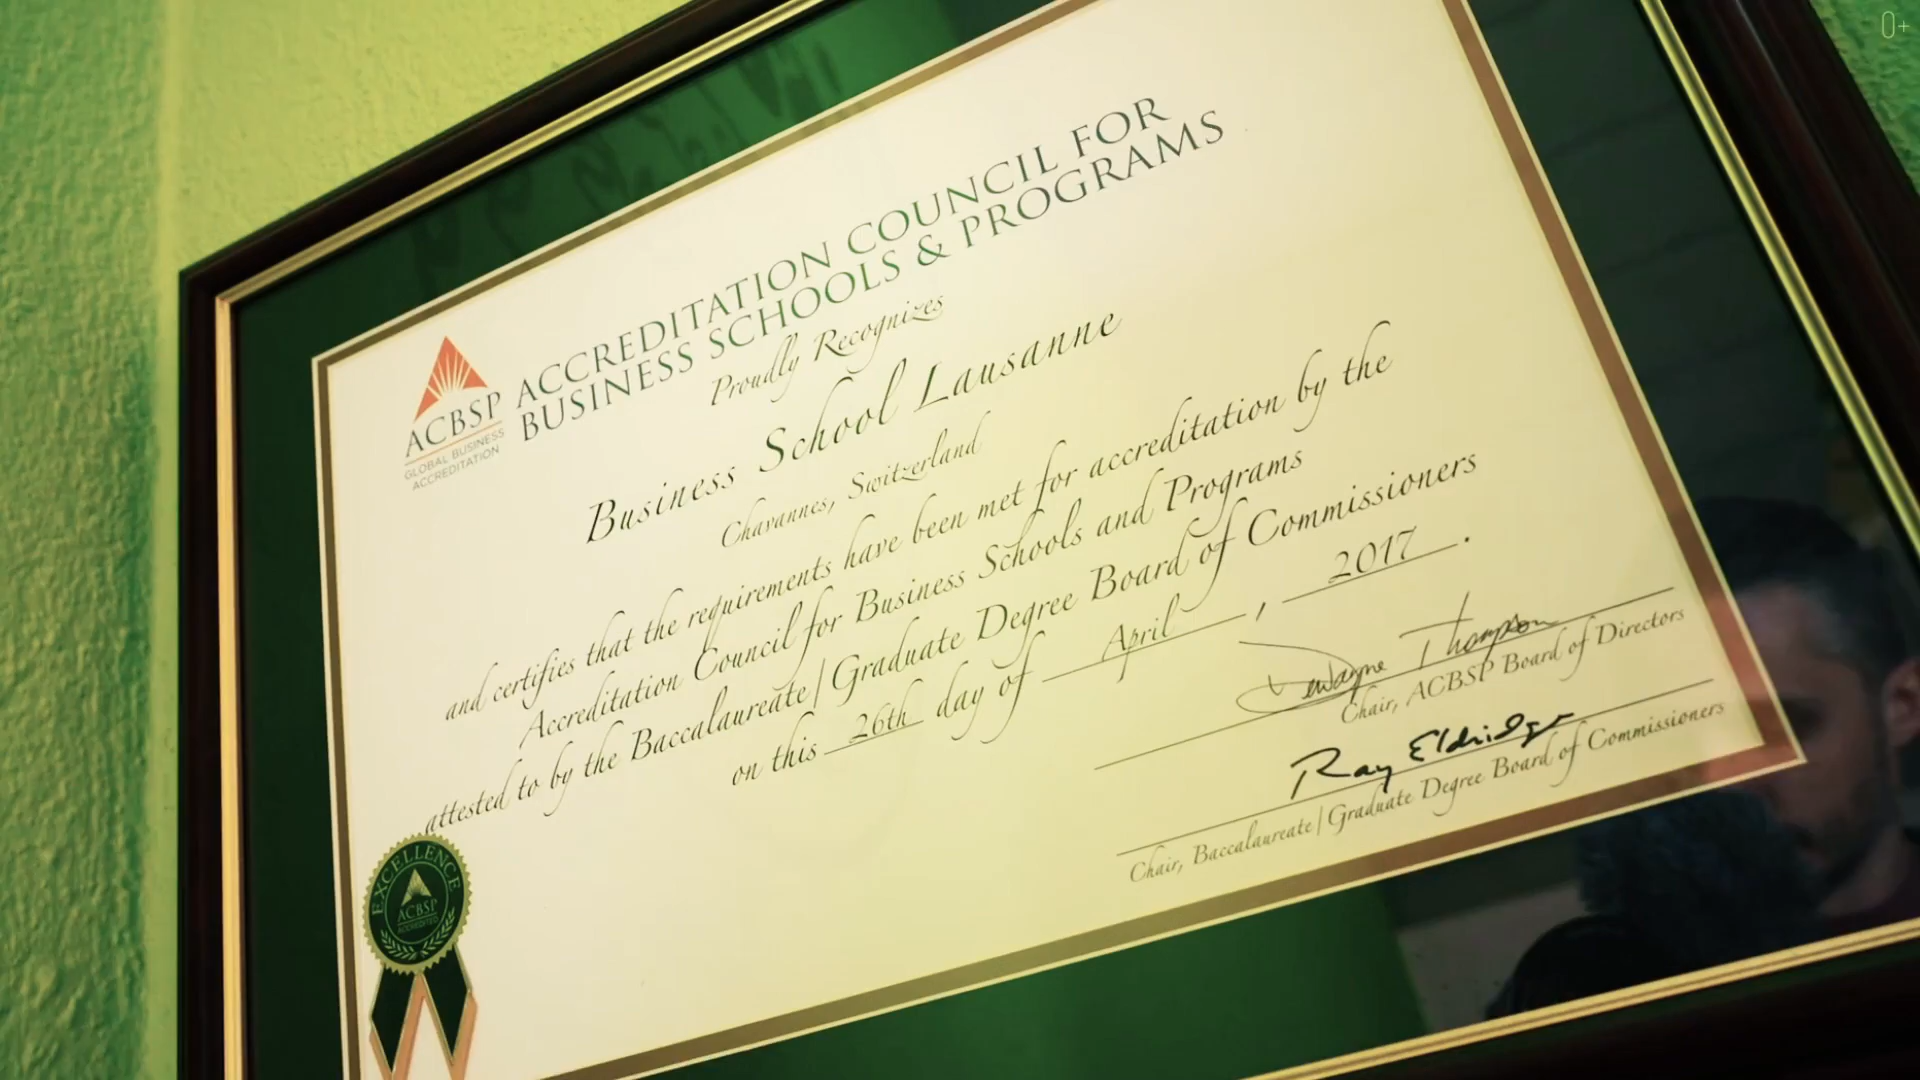 0+
ACCREDITATION COUNCIL FOR
BUSINESS SCHOOLS & PROGRAMS
ACBSP
GLOBAL BUSINESS
ACCREDITATION
Proudly Recognizes
Business School Lausanne
Chavannes, Switzerland
and certifies that the requirements have been met for accreditation by the
Accreditation Council for Business Schools and Programs
attested to by the Baccalaureate/Graduate Degree Board of Commissioners
on this 26th day of April, 2017.
Dewayne Thompson
Chair, ACBSP Board of Directors
Ray Eldridge
Chair, Baccalaureate/Graduate Degree Board of Commissioners
EXCELLENCE
ACBSP
ACCREDITED